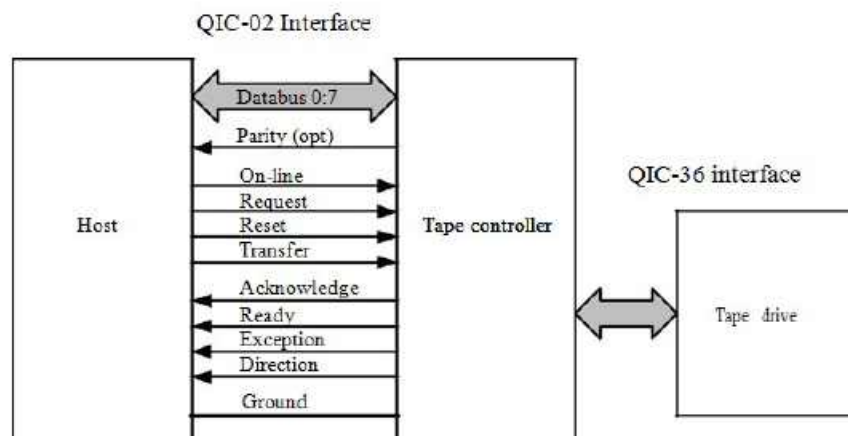 QIC-02 Interface
Databus 0:7
Parity (opt)
On-line
Request
Reset
Transfer
Acknowledge
Ready
Exception
Direction
Ground
Host
Tape controller
QIC-36 interface
Tape drive